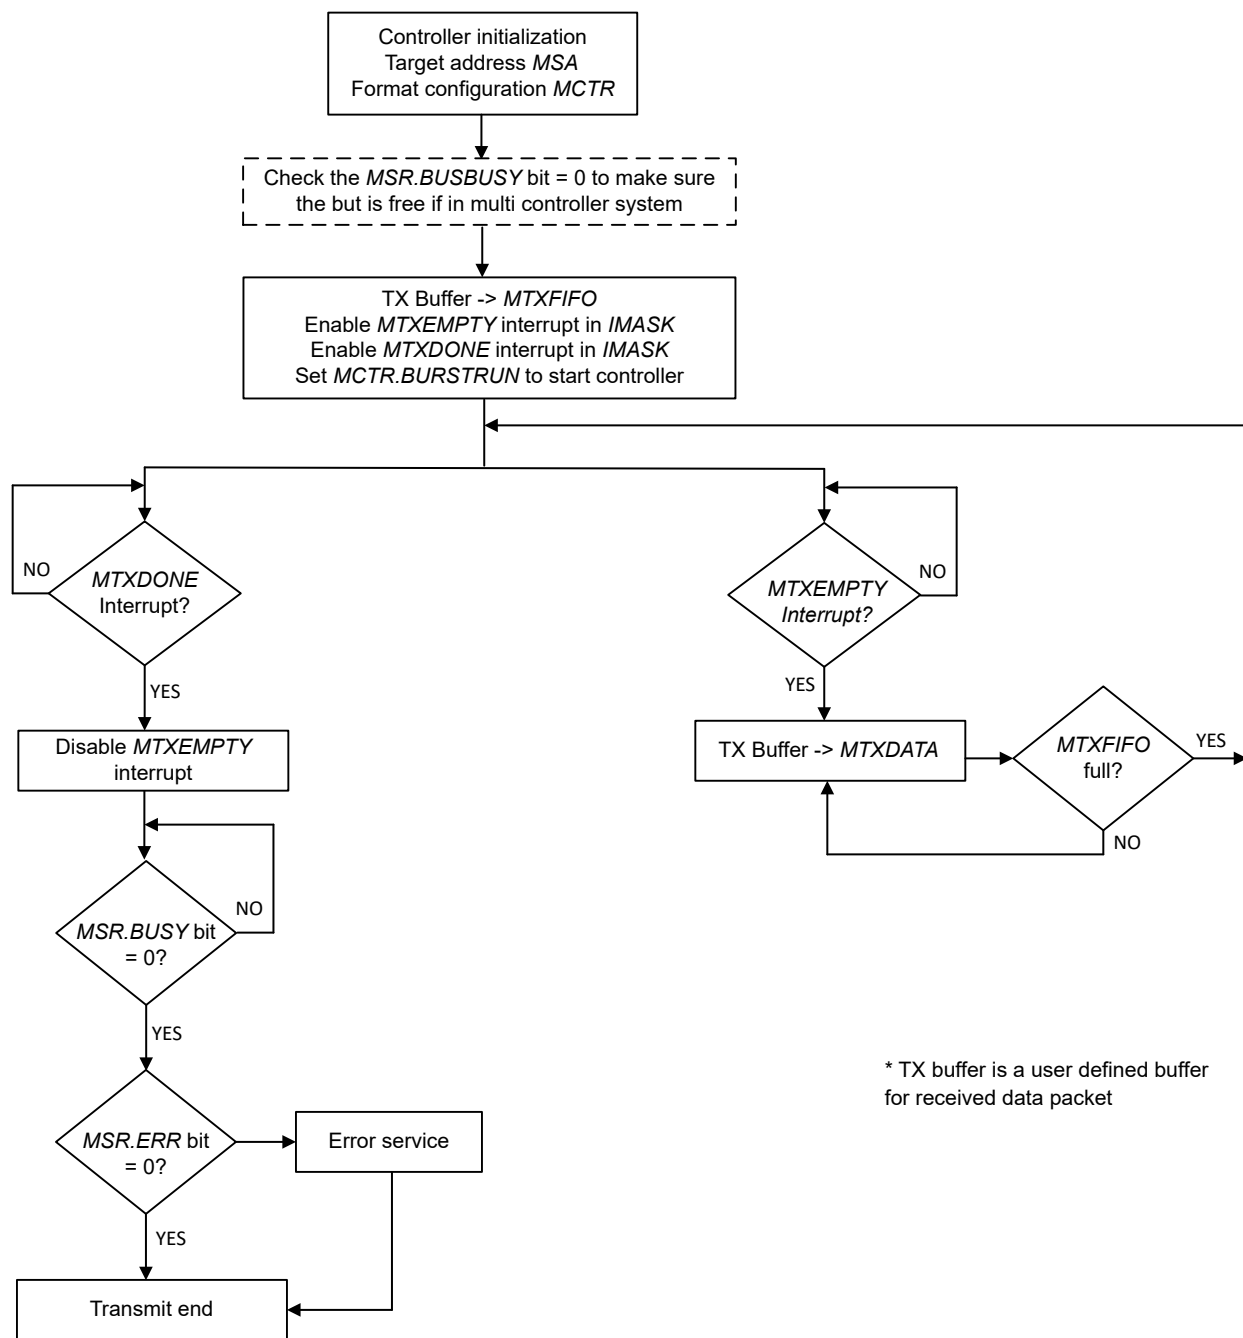 Controller initialization
Target address MSA
Format configuration MCTR
Check the MSR.BUSBUSY bit = 0 to make sure
the but is free if in multi controller system
TX Buffer -> MTXFIFO
Enable MTXEMPTY interrupt in IMASK
Enable MTXDONE interrupt in IMASK
Set MCTR.BURSTRUN to start controller
NO
MTXDONE
Interrupt?
YES
NO
MTXEMPTY
Interrupt?
YES
Disable MTXEMPTY
interrupt
TX Buffer -> MTXDATA
MTXFIFO
full?
YES
NO
MSR.BUSY bit
= 0?
NO
YES
* TX buffer is a user defined buffer
for received data packet
MSR.ERR bit
= 0?
Error service
YES
Transmit end